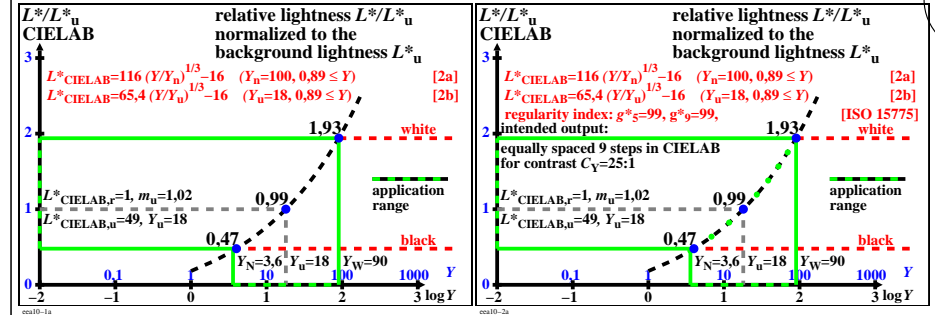 L*/L*u
CIELAB
relative lightness L*/L*u
normalized to the
background lightness L*u
3
L*CIELAB=116 (Y/Yn)1/3–16 (Yn=100, 0,89 ≤ Y) [2a]
L*CIELAB=65,4 (Y/Yu)1/3–16 (Yu=18, 0,89 ≤ Y) [2b]
2
1,93
white
application
range
L*CIELAB,r=1, mu=1,02
0,99
1
L*CIELAB,u=49, Yu=18
0,47
black
YN=3,6 Yu=18 YW=90
0,1 1 10 100 1000 Y
–2 –1 0 1 2 3 log Y
eea10–1a
L*/L*u
CIELAB
relative lightness L*/L*u
normalized to the
background lightness L*u
3
L*CIELAB=116 (Y/Yn)1/3–16 (Yn=100, 0,89 ≤ Y) [2a]
L*CIELAB=65,4 (Y/Yu)1/3–16 (Yu=18, 0,89 ≤ Y) [2b]
regularity index: g*5=99, g*9=99, [ISO 15775]
2
intended output:
1,93
white
equally spaced 9 steps in CIELAB
for contrast CY=25:1
application
range
L*CIELAB,r=1, mu=1,02
0,99
1
L*CIELAB,u=49, Yu=18
0,47
black
YN=3,6 Yu=18 YW=90
0,1 1 10 100 1000 Y
–2 –1 0 1 2 3 log Y
eea10–2a